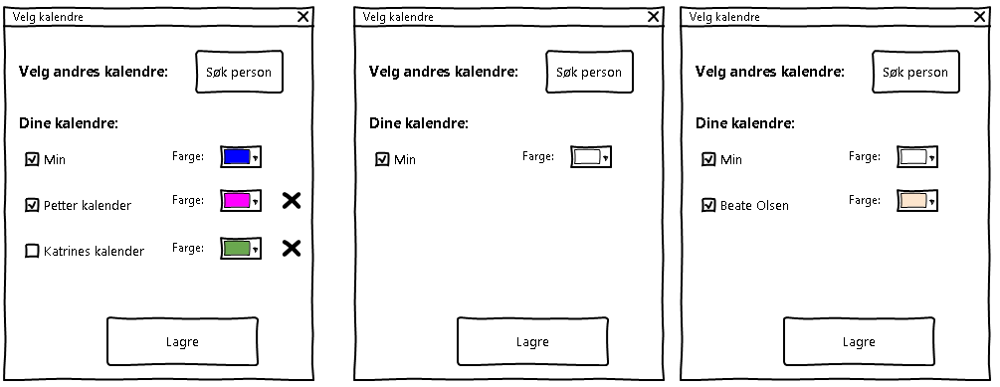 Velg kalendre
Velg andres kalendre:
Søk person
Dine kalendre:
Min
Farge:
Petter kalender
Farge:
Katrines kalender
Farge:
Lagre
Velg kalendre
Velg andres kalendre:
Søk person
Dine kalendre:
Min
Farge:
Lagre
Velg kalendre
Velg andres kalendre:
Søk person
Dine kalendre:
Min
Farge:
Beate Olsen
Farge:
Lagre